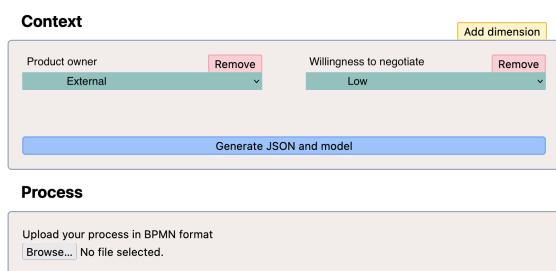 Context
Add dimension
Product owner Remove Willingness to negotiate Remove
External Low
Generate JSON and model
Process
Upload your process in BPMN format
Browse... No file selected.